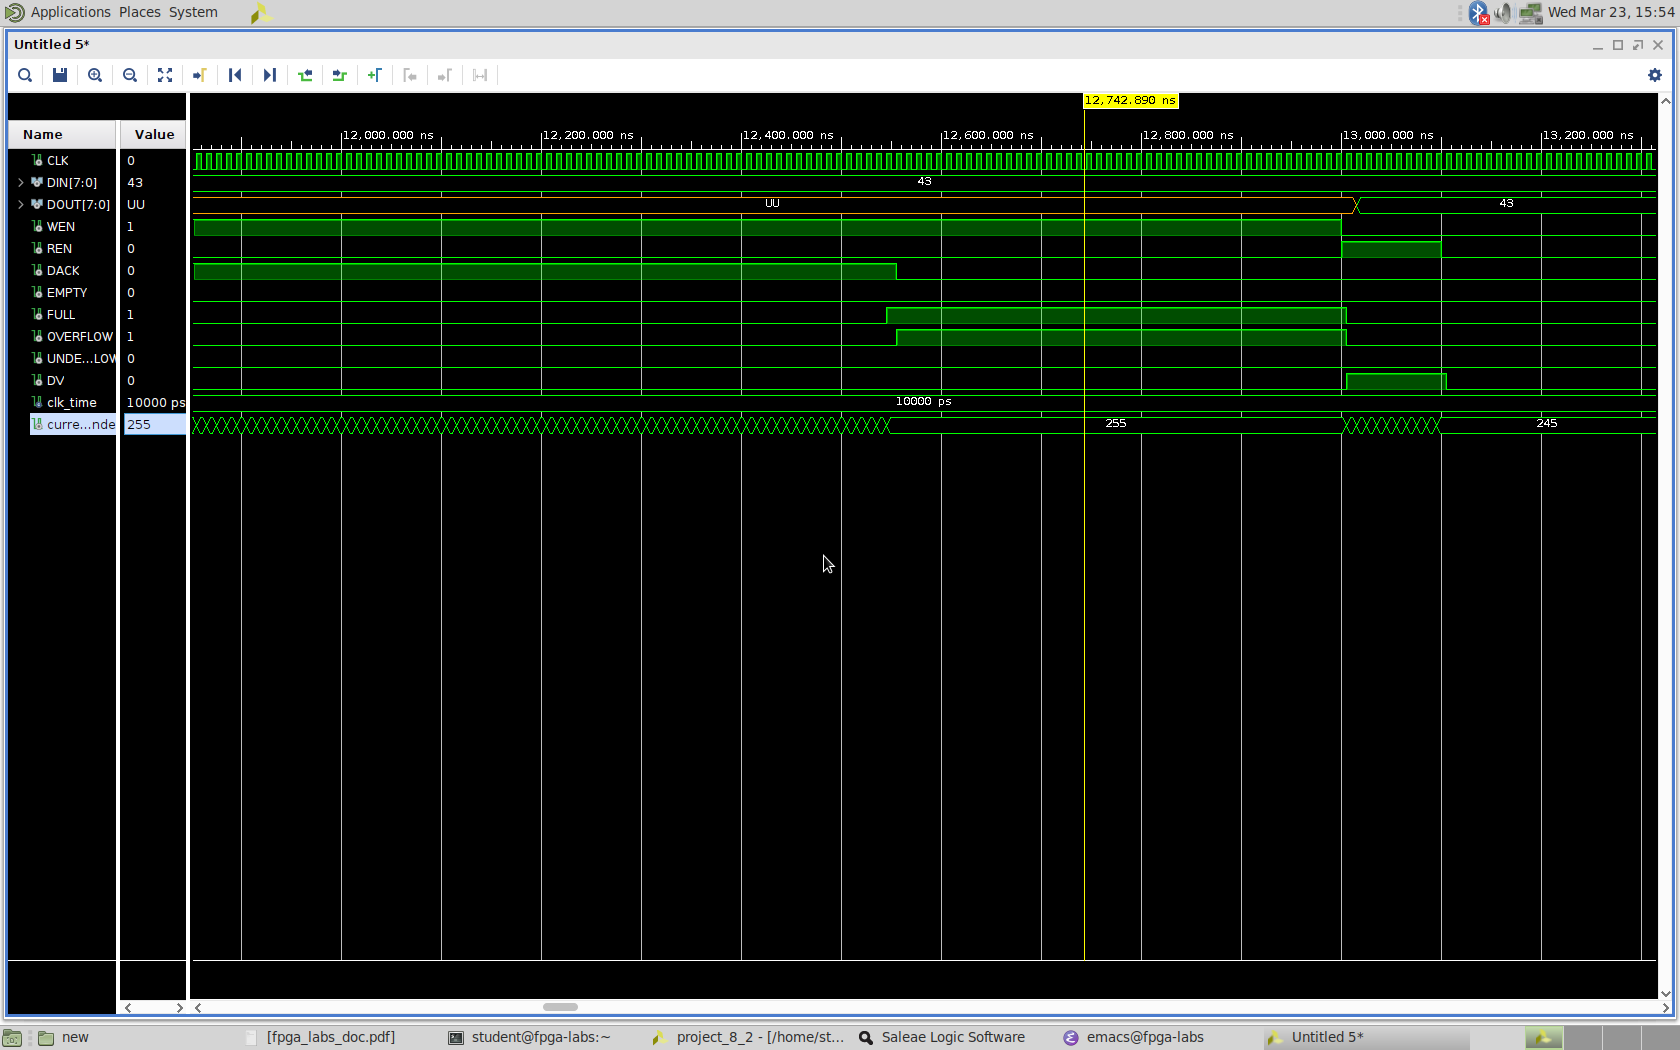 Applications Places System Wed Mar 23, 15:54
Untitled 5*
12,742.890 ns
Name Value 12,000.000 ns 12,200.000 ns 12,400.000 ns 12,600.000 ns 12,800.000 ns 13,000.000 ns 13,200.000 ns
CLK 0
DIN[7:0] 43 43
DOUT[7:0] UU UU 43
WEN 1
REN 0
DACK 0
EMPTY 0
FULL 1
OVERFLOW 1
UNDE...LOW 0
DV 0
clk_time 10000 ps 10000 ps
curre...nde 255 255 245
new [fpga_labs_doc.pdf] student@fpga-labs:~ project_8_2 - [/home/st... Saleae Logic Software emacs@fpga-labs Untitled 5*